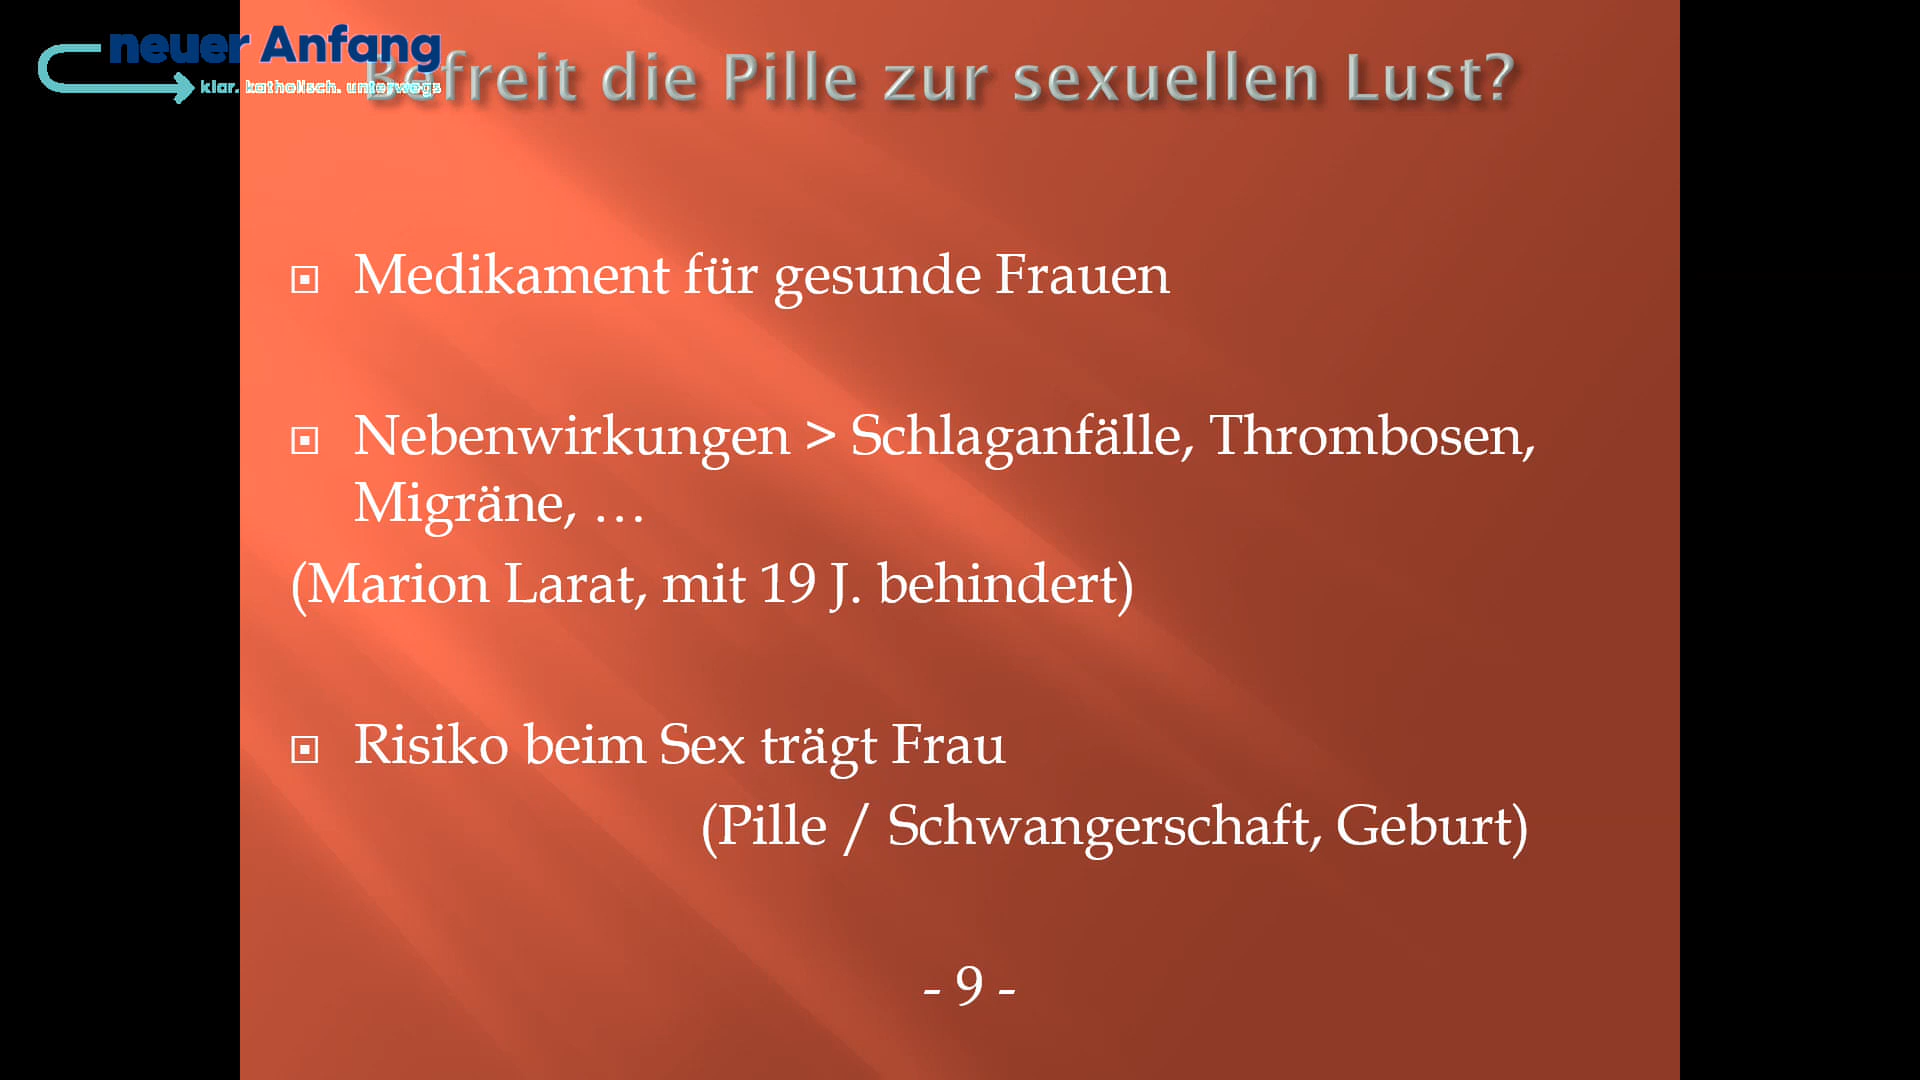 neuer Anfang
klar. katholisch. unterwegs
Befreit die Pille zur sexuellen Lust?
Medikament für gesunde Frauen
Nebenwirkungen > Schlaganfälle, Thrombosen,
Migräne, …
(Marion Larat, mit 19 J. behindert)
Risiko beim Sex trägt Frau
(Pille / Schwangerschaft, Geburt)
- 9 -